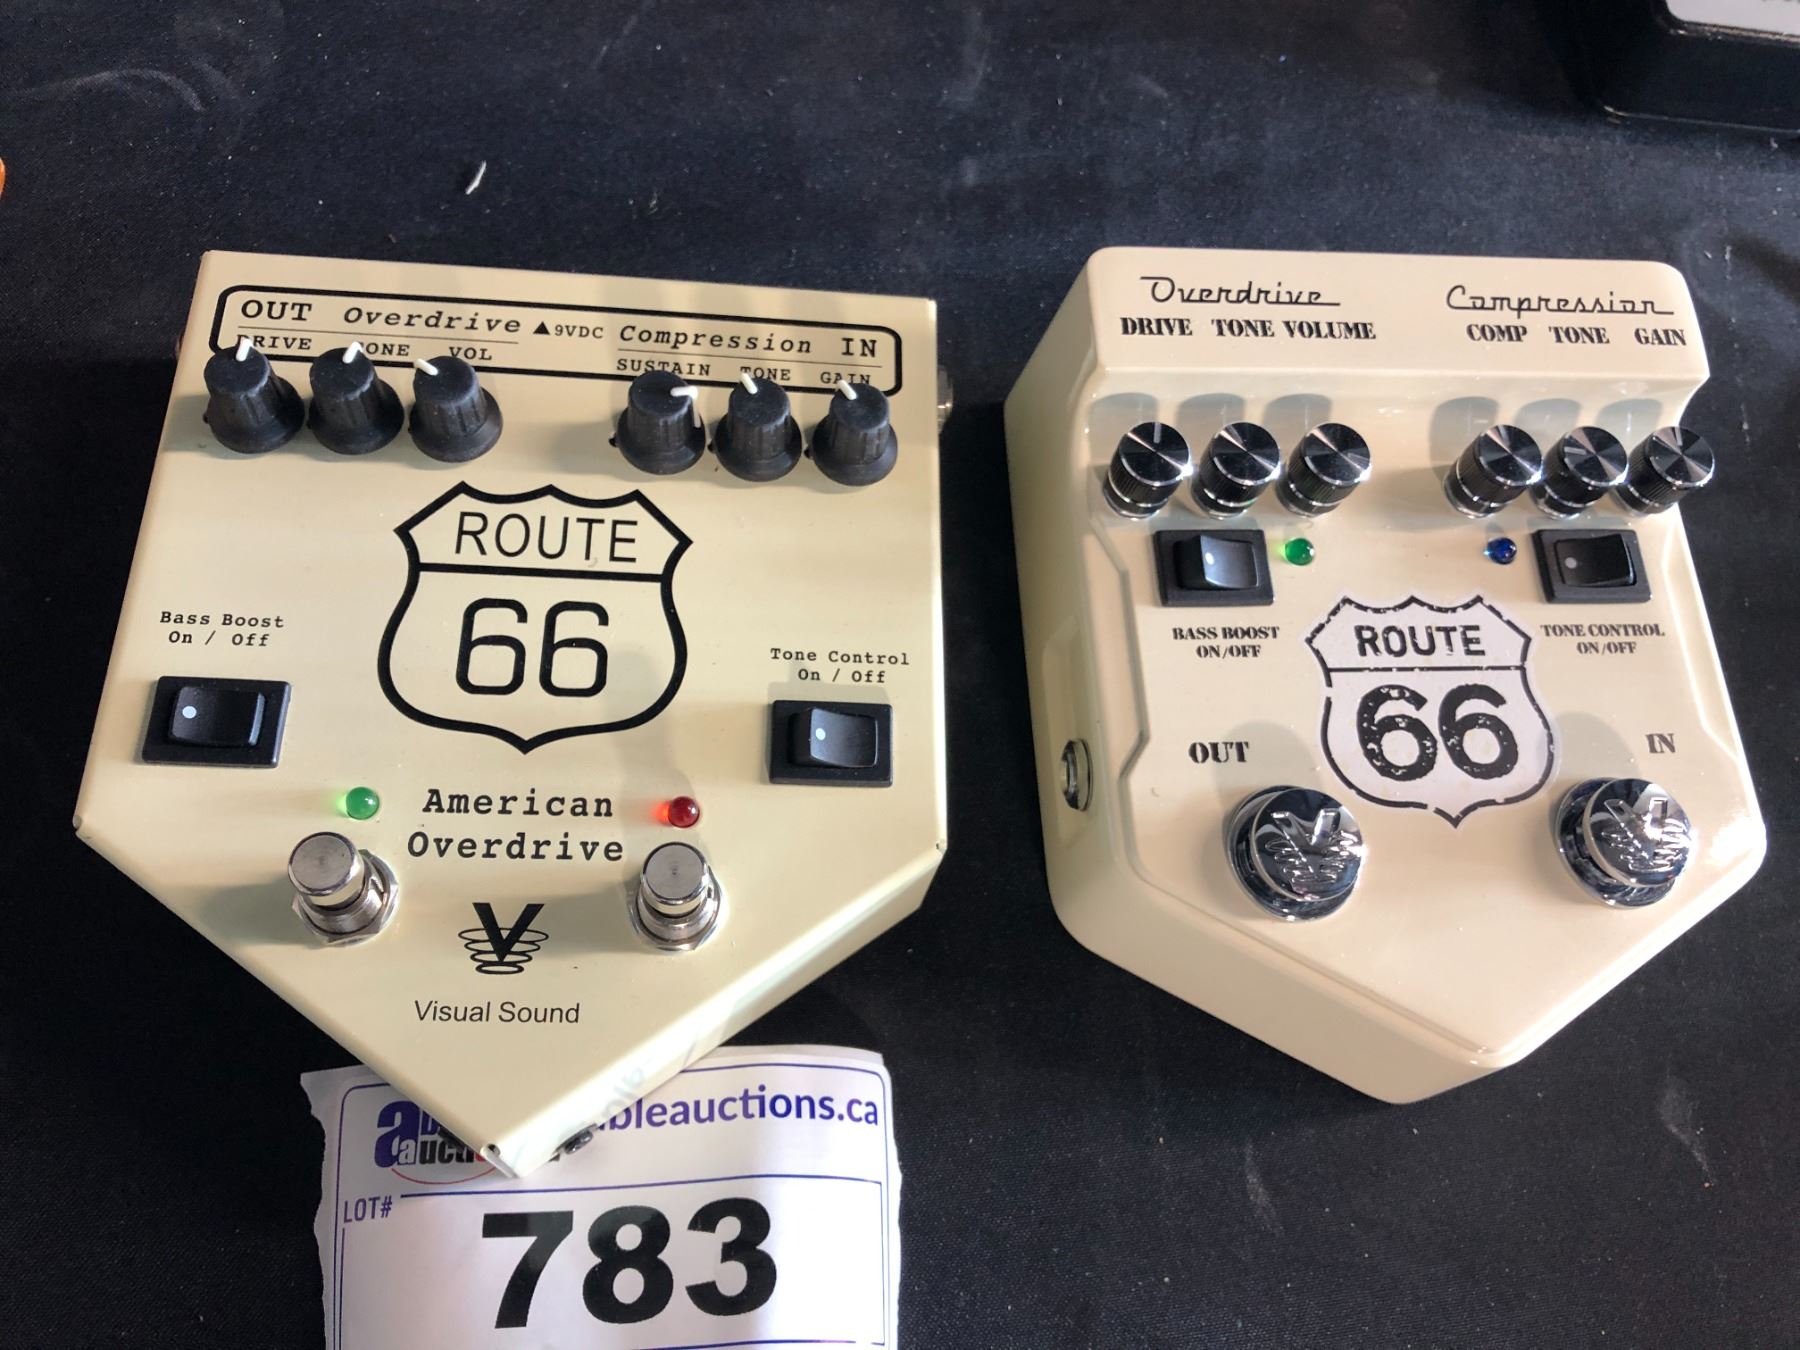 OUT Overdrive ▲9VDC Compression IN
DRIVE TONE VOL SUSTAIN TONE GAIN
ROUTE
66
Bass Boost
On / Off
Tone Control
On / Off
American
Overdrive
V
Visual Sound
bleauctions.ca
LOT#
783
Overdrive Compression
DRIVE TONE VOLUME COMP TONE GAIN
BASS BOOST
ON/OFF
TONE CONTROL
ON/OFF
ROUTE
66
OUT IN